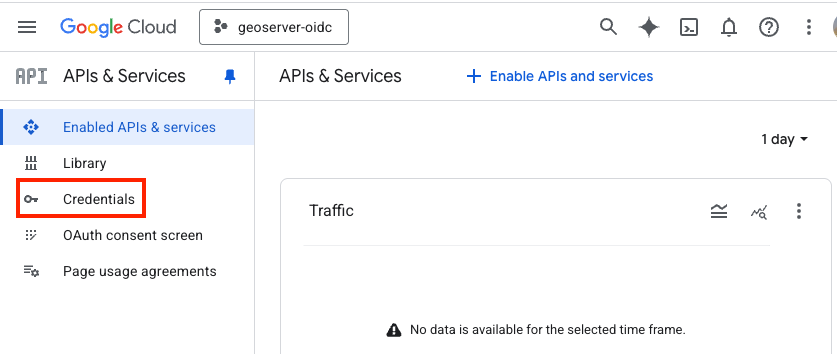 Google Cloud
geoserver-oidc
API
APIs & Services
APIs & Services
Enable APIs and services
Enabled APIs & services
Library
Credentials
OAuth consent screen
Page usage agreements
1 day
Traffic
No data is available for the selected time frame.